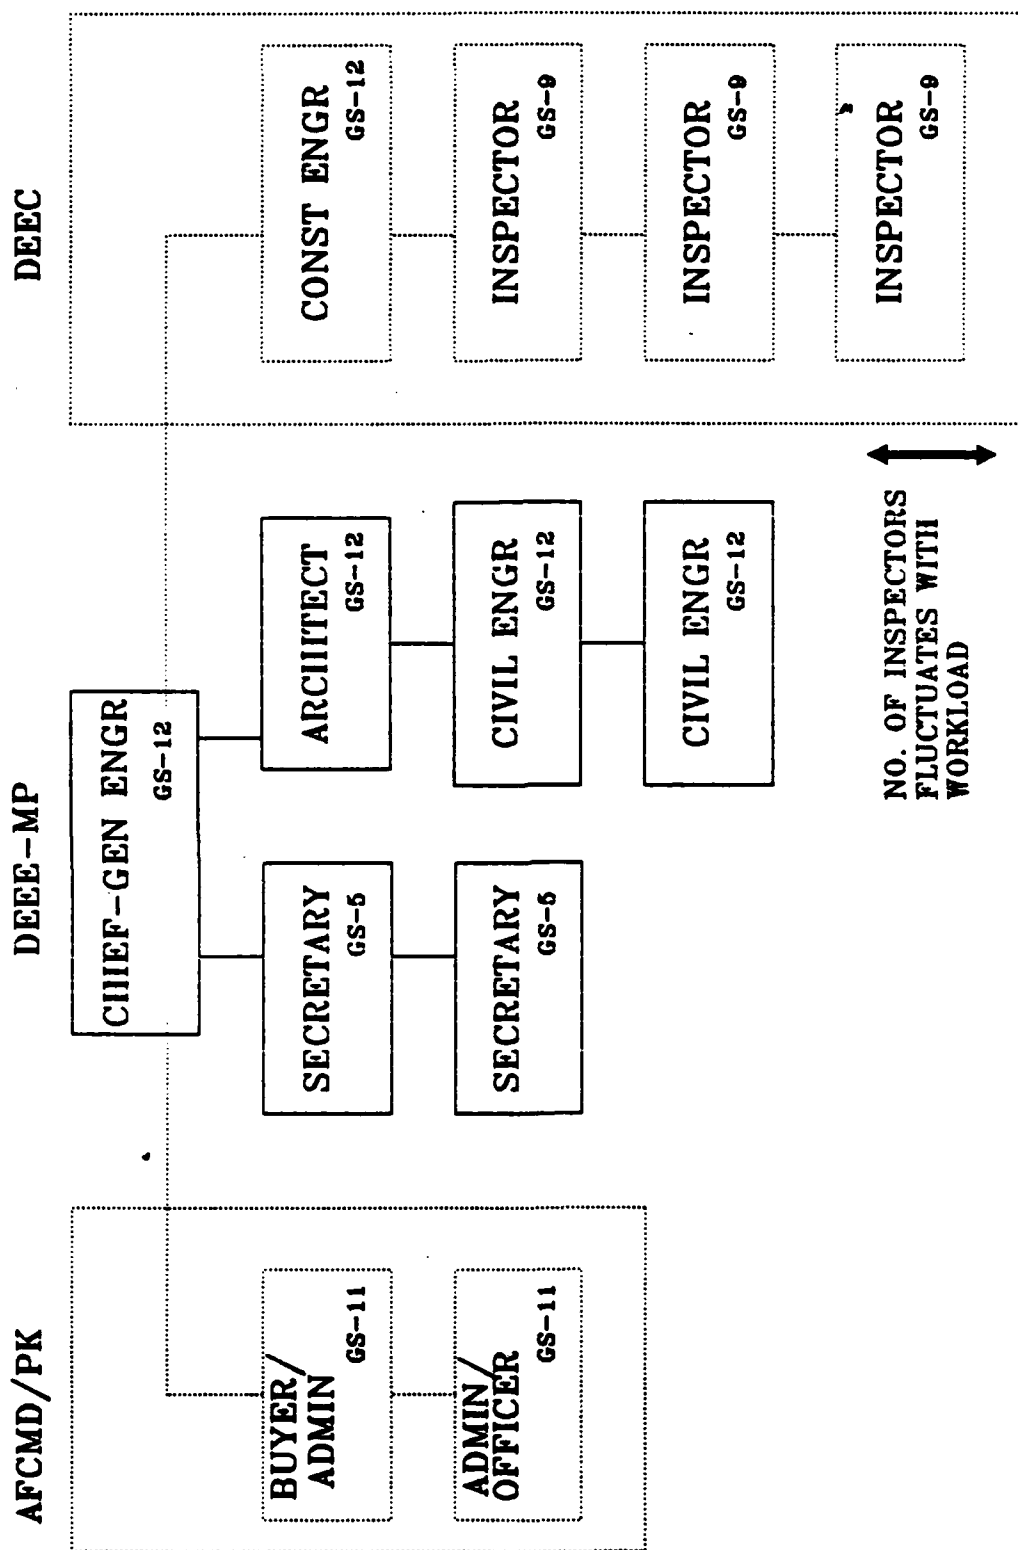 AFCMD/PK
DEEE-MP
DEEC
CHIEF-GEN ENGR
GS-12
BUYER/
ADMIN
GS-11
ADMIN/
OFFICER
GS-11
SECRETARY
GS-5
SECRETARY
GS-5
ARCHITECT
GS-12
CIVIL ENGR
GS-12
CIVIL ENGR
GS-12
CONST ENGR
GS-12
INSPECTOR
GS-9
INSPECTOR
GS-9
INSPECTOR
GS-9
NO. OF INSPECTORS
FLUCTUATES WITH
WORKLOAD